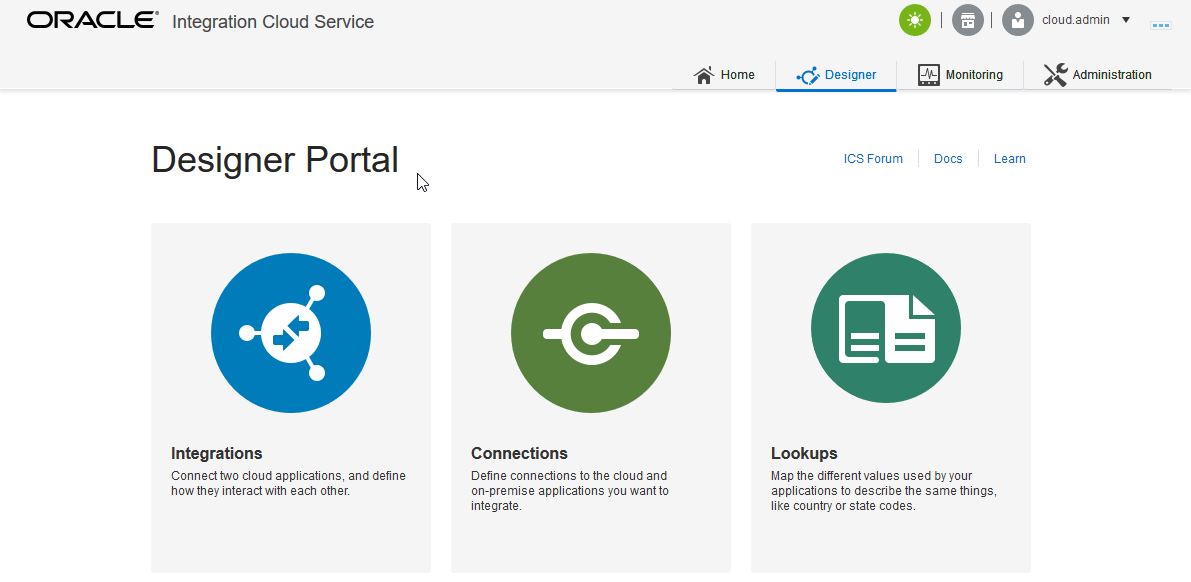 ORACLE® Integration Cloud Service
cloud.admin
Home
Designer
Monitoring
Administration
Designer Portal
ICS Forum
Docs
Learn
Integrations
Connect two cloud applications, and define
how they interact with each other.
Connections
Define connections to the cloud and
on-premise applications you want to
integrate.
Lookups
Map the different values used by your
applications to describe the same things,
like country or state codes.